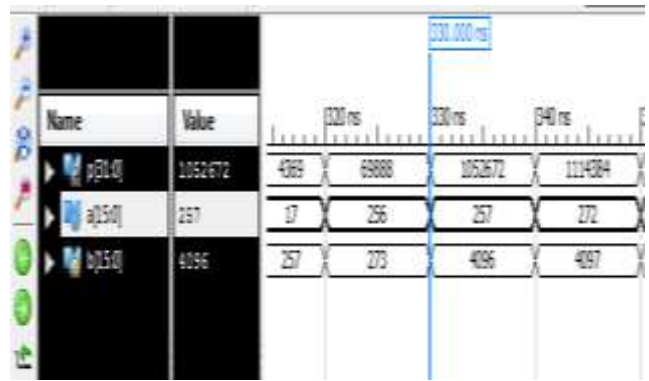 330.000 ns
Name Value 320 ns 330 ns 340 ns
p[31:0] 1052672 4369 69888 1052672 1114384
a[15:0] 257 17 256 257 272
b[15:0] 4096 257 273 4096 4097